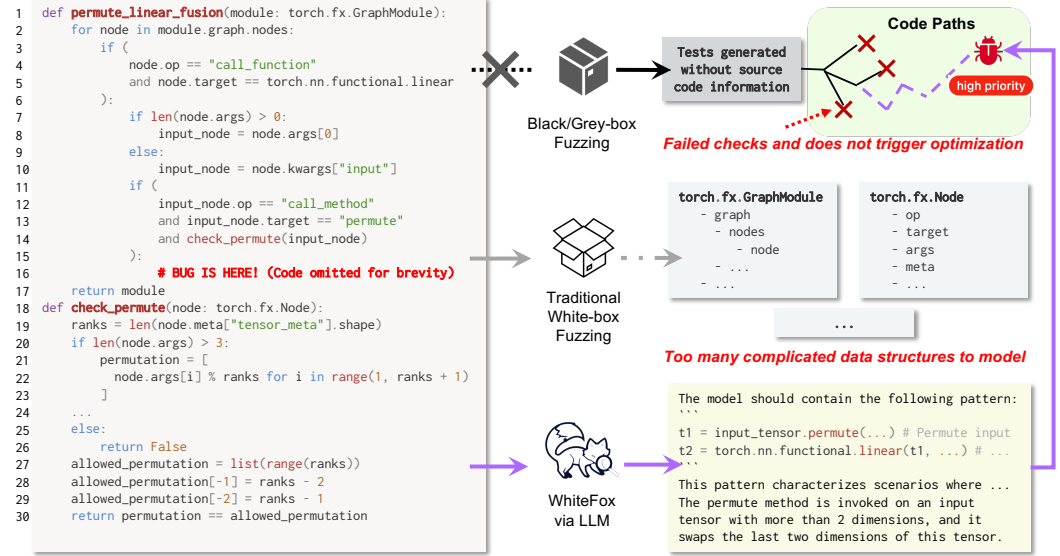 1 def permute_linear_fusion(module: torch.fx.GraphModule):
2 for node in module.graph.nodes:
3 if (
4 node.op == "call_function"
5 and node.target == torch.nn.functional.linear
6 ):
7 if len(node.args) > 0:
8 input_node = node.args[0]
9 else:
10 input_node = node.kwargs["input"]
11 if (
12 input_node.op == "call_method"
13 and input_node.target == "permute"
14 and check_permute(input_node)
15 ):
16 # BUG IS HERE! (Code omitted for brevity)
17 return module
18 def check_permute(node: torch.fx.Node):
19 ranks = len(node.meta["tensor_meta"].shape)
20 if len(node.args) > 3:
21 permutation = [
22 node.args[i] % ranks for i in range(1, ranks + 1)
23 ]
24 ...
25 else:
26 return False
27 allowed_permutation = list(range(ranks))
28 allowed_permutation[-1] = ranks - 2
29 allowed_permutation[-2] = ranks - 1
30 return permutation == allowed_permutation
Black/Grey-box
Fuzzing
Tests generated
without source
code information
Code Paths
high priority
Failed checks and does not trigger optimization
Traditional
White-box
Fuzzing
torch.fx.GraphModule
- graph
- nodes
- node
- ...
- ...
torch.fx.Node
- op
- target
- args
- meta
- ...
...
Too many complicated data structures to model
WhiteFox
via LLM
The model should contain the following pattern:
```
t1 = input_tensor.permute(...) # Permute input
t2 = torch.nn.functional.linear(t1, ...) # ...
```
This pattern characterizes scenarios where ...
The permute method is invoked on an input
tensor with more than 2 dimensions, and it
swaps the last two dimensions of this tensor.